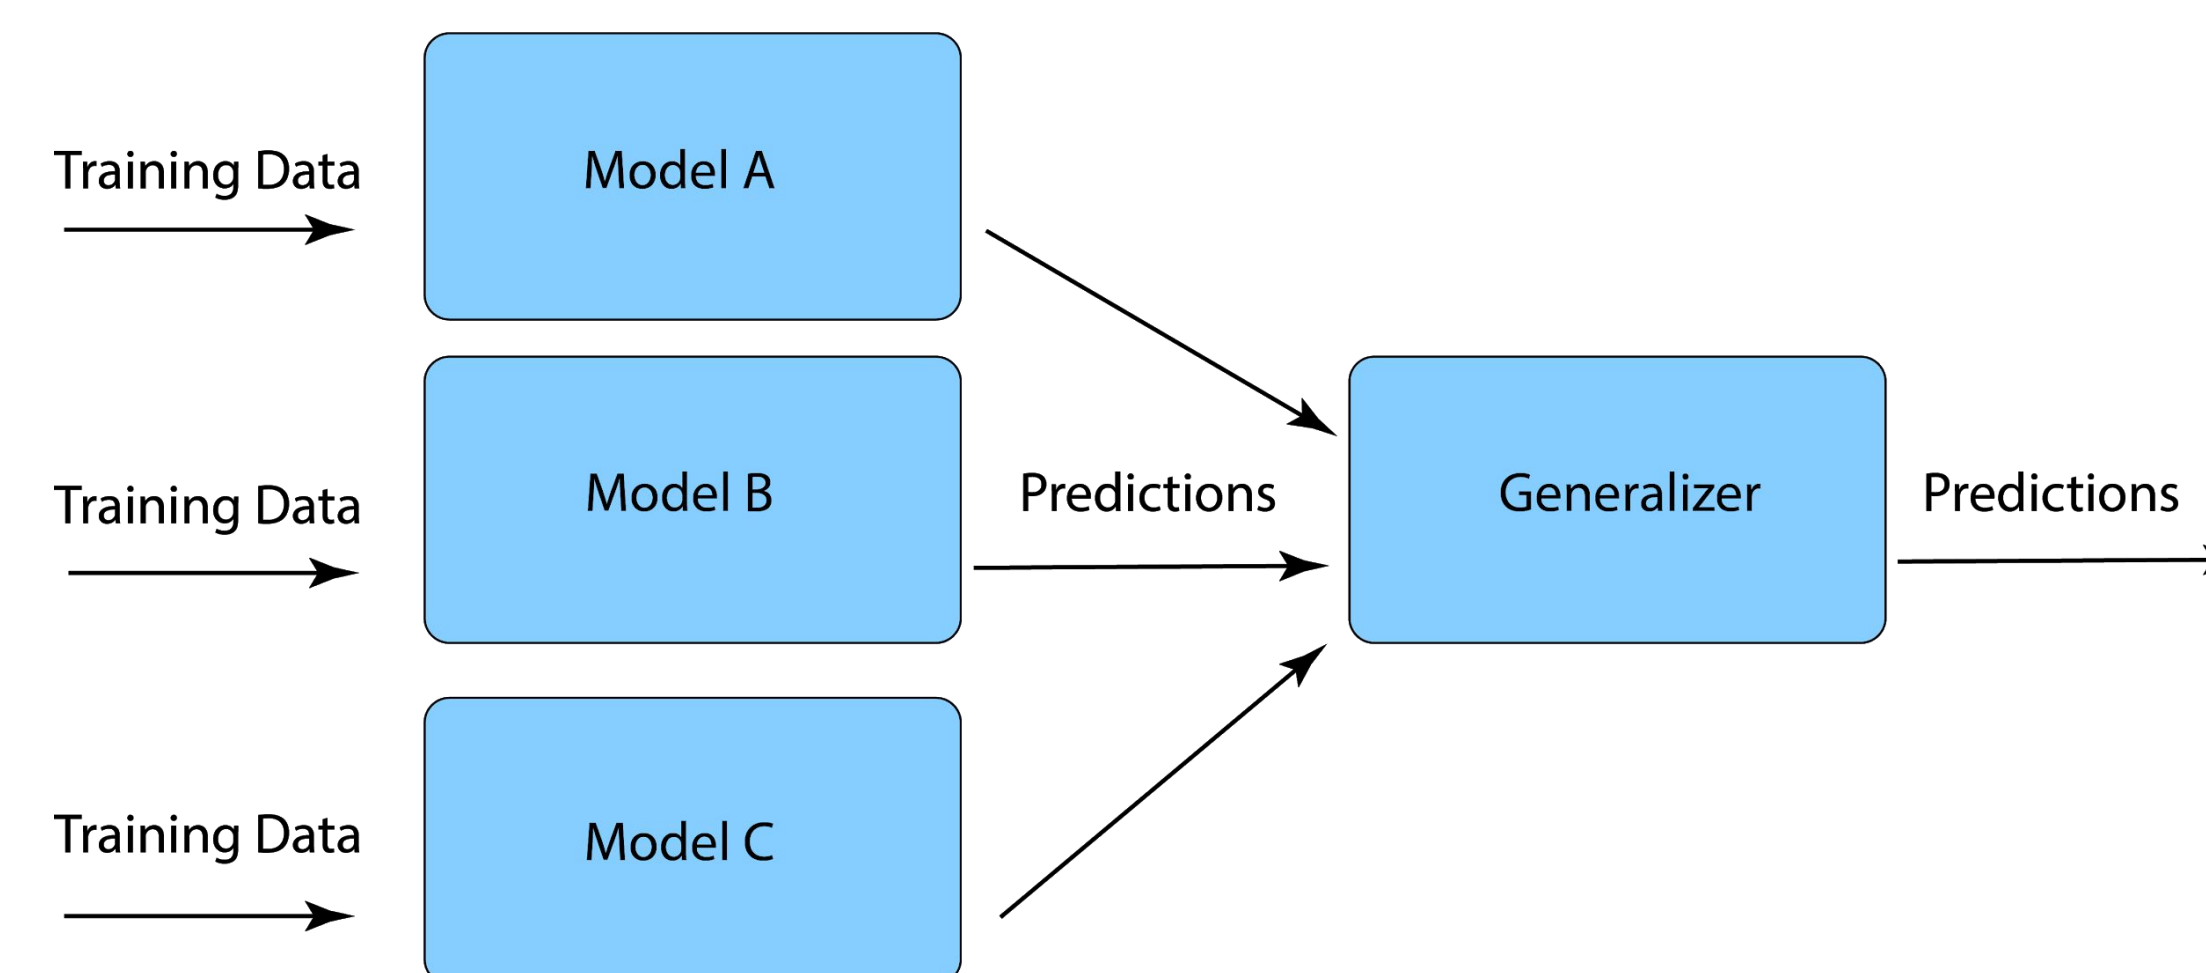 Training Data
Model A
Training Data
Model B
Predictions
Generalizer
Predictions
Training Data
Model C